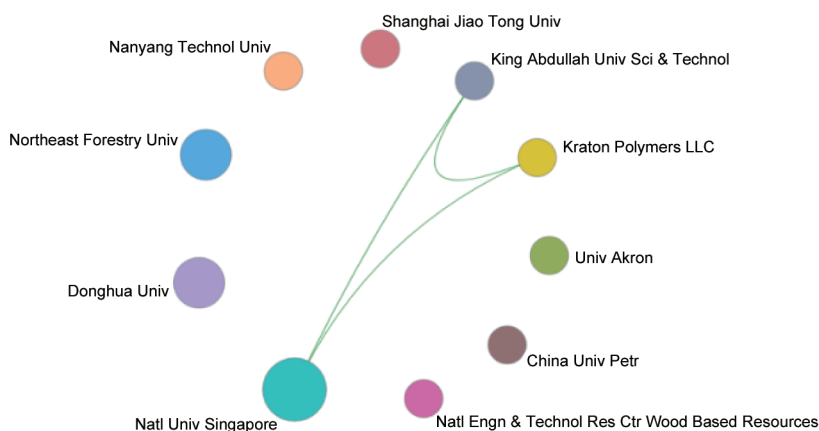 Shanghai Jiao Tong Univ
Nanyang Technol Univ
King Abdullah Univ Sci & Technol
Northeast Forestry Univ
Kraton Polymers LLC
Univ Akron
Donghua Univ
China Univ Petr
Natl Univ Singapore
Natl Engn & Technol Res Ctr Wood Based Resources